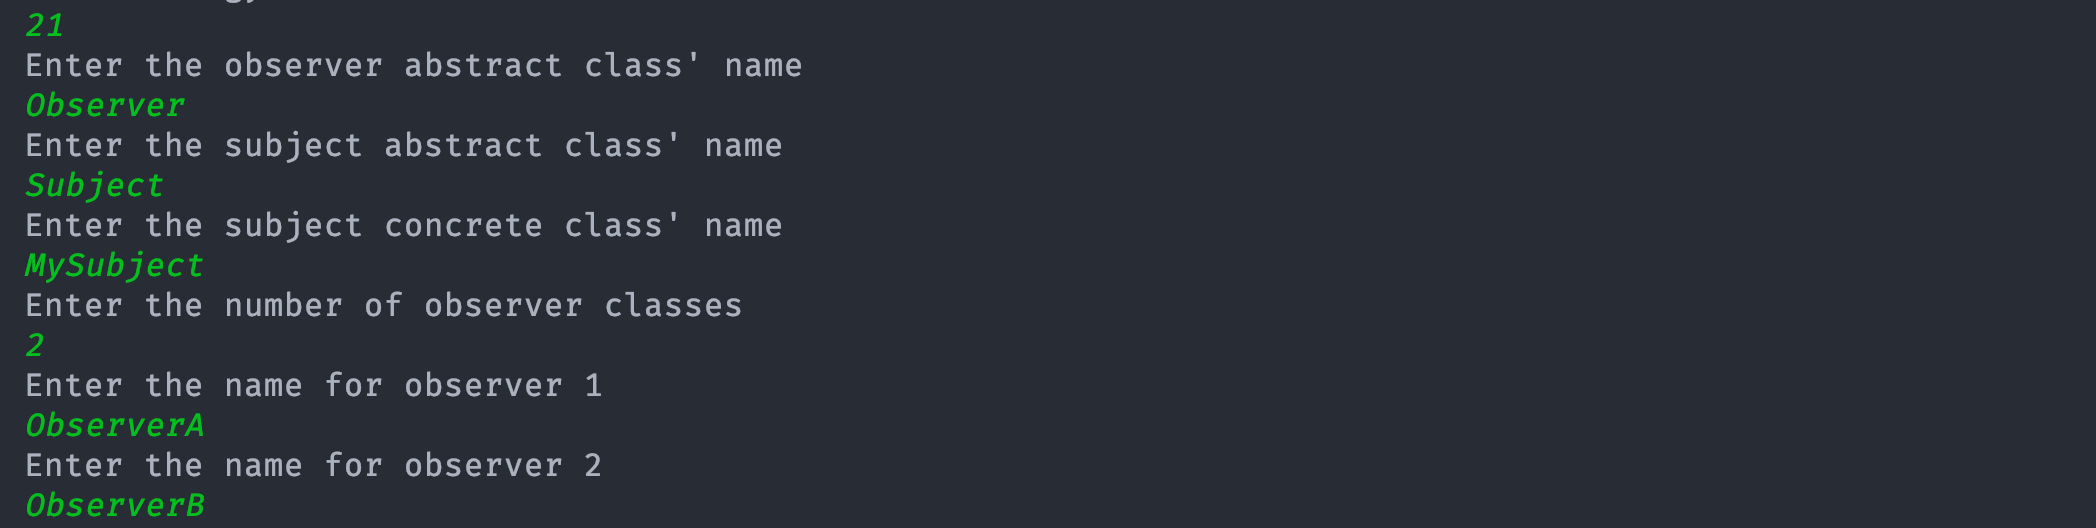 21
Enter the observer abstract class' name
Observer
Enter the subject abstract class' name
Subject
Enter the subject concrete class' name
MySubject
Enter the number of observer classes
2
Enter the name for observer 1
ObserverA
Enter the name for observer 2
ObserverB